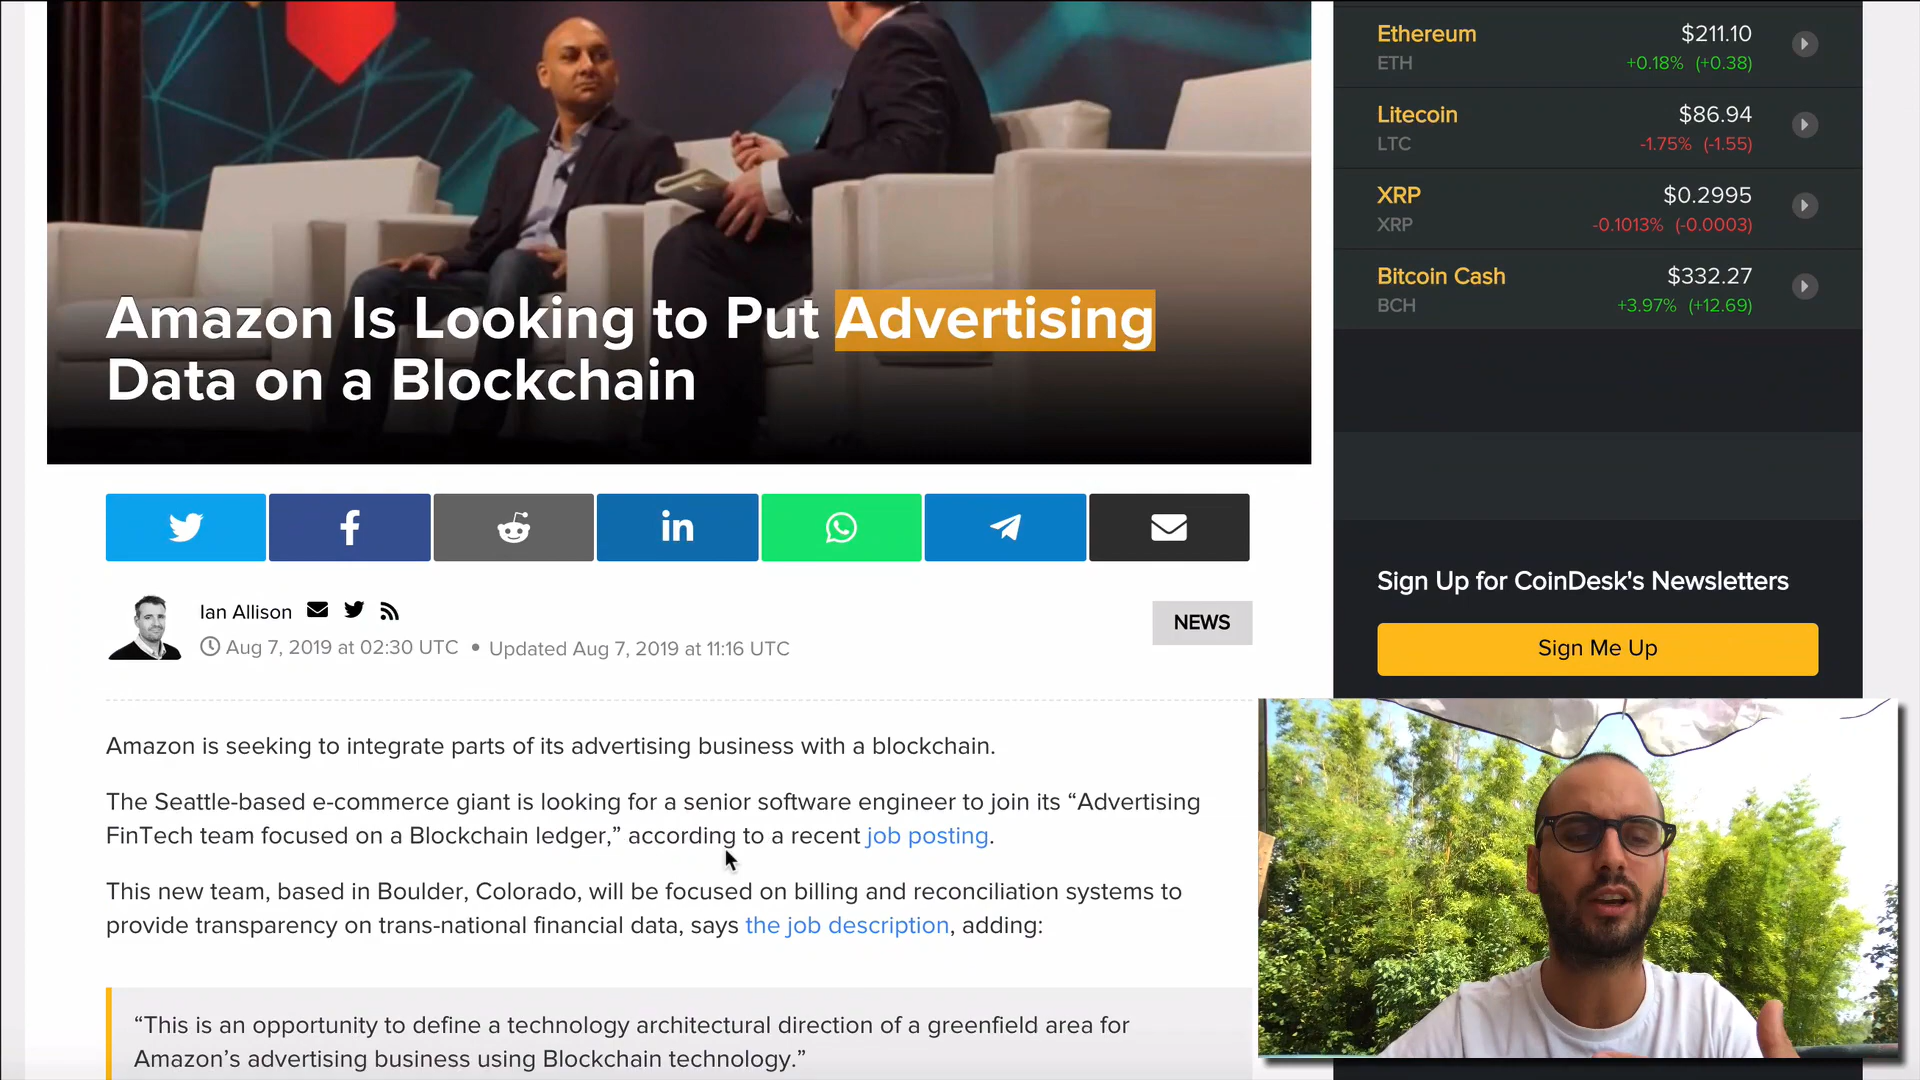 Amazon Is Looking to Put Advertising
Data on a Blockchain
Ian Allison
Aug 7, 2019 at 02:30 UTC • Updated Aug 7, 2019 at 11:16 UTC
NEWS
Amazon is seeking to integrate parts of its advertising business with a blockchain.
The Seattle-based e-commerce giant is looking for a senior software engineer to join its “Advertising
FinTech team focused on a Blockchain ledger,” according to a recent job posting.
This new team, based in Boulder, Colorado, will be focused on billing and reconciliation systems to
provide transparency on trans-national financial data, says the job description, adding:
“This is an opportunity to define a technology architectural direction of a greenfield area for
Amazon’s advertising business using Blockchain technology.”
Ethereum $211.10
ETH +0.18% (+0.38)
Litecoin $86.94
LTC -1.75% (-1.55)
XRP $0.2995
XRP -0.1013% (-0.0003)
Bitcoin Cash $332.27
BCH +3.97% (+12.69)
Sign Up for CoinDesk's Newsletters
Sign Me Up